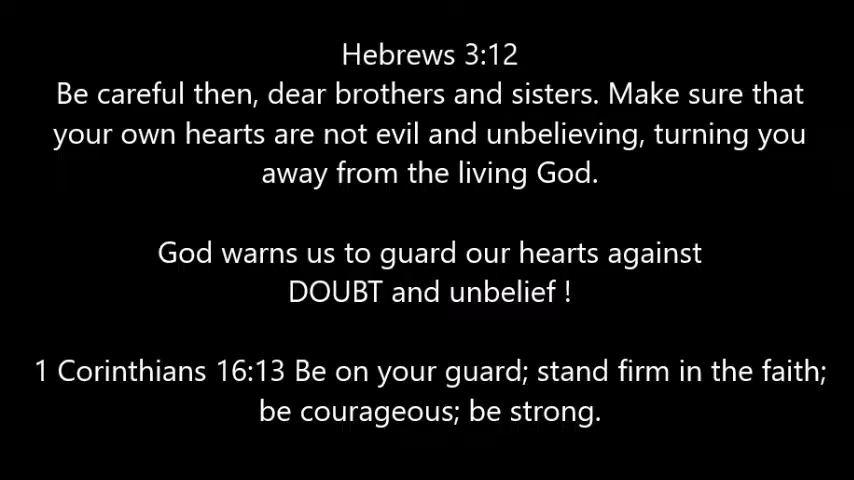 Hebrews 3:12
Be careful then, dear brothers and sisters. Make sure that
your own hearts are not evil and unbelieving, turning you
away from the living God.
God warns us to guard our hearts against
DOUBT and unbelief !
1 Corinthians 16:13 Be on your guard; stand firm in the faith;
be courageous; be strong.